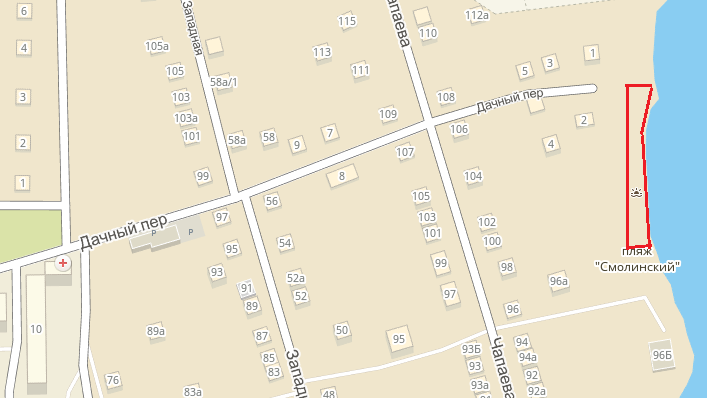 6
Западная
115
Чапаева
112а
110
4
105а
113
1
105
111
5
3
58а/1
3
103
108
Дачный пер
103а
109
2
101
58а
58
7
106
2
9
107
4
99
8
104
1
105
56
97
103
102
Дачный пер
Р
Р
101
100
95
54
93
99
98
52а
96а
91
52
97
89
96
10
89а
50
87
95
Чапаева
94
93Б
96Б
85
Западн
94а
76
83
93
92
83а
48
93а
92а
91
пляж
"Смолинский"